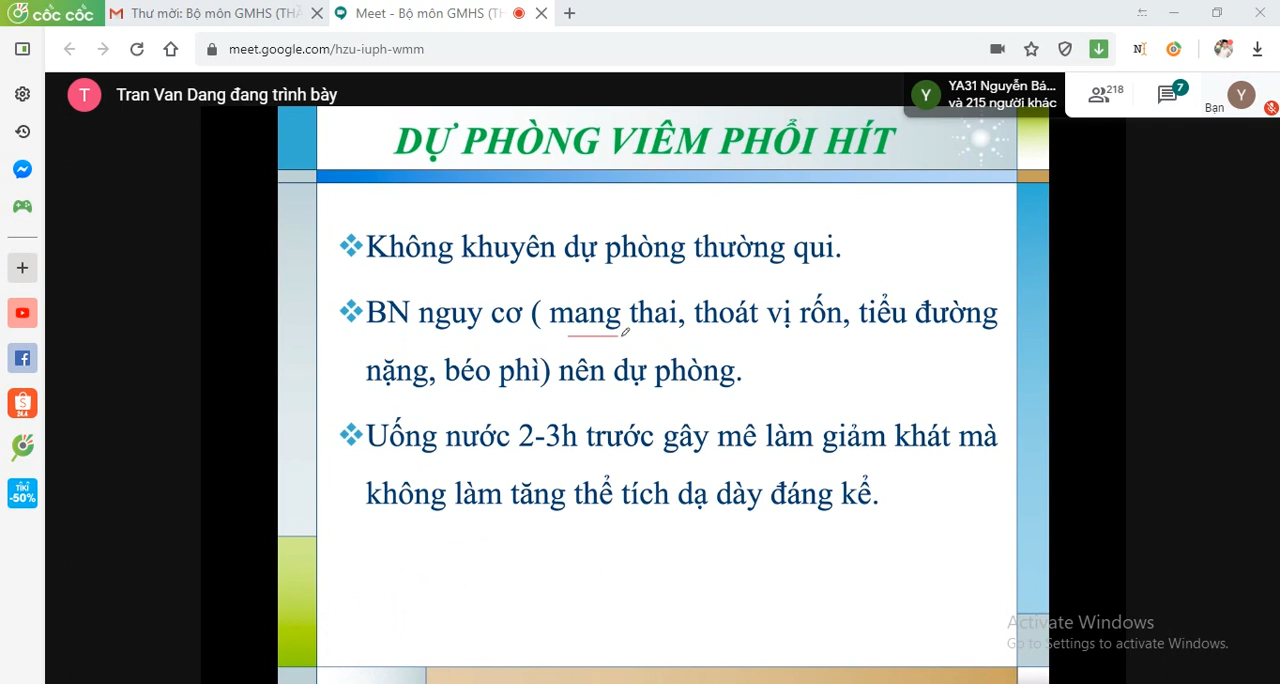 cốc cốc
Thư mời: Bộ môn GMHS (TH
Meet - Bộ môn GMHS (TH
meet.google.com/hzu-iuph-wmm
T
Tran Van Dang đang trình bày
Y
YA31 Nguyễn Bá...
và 215 người khác
218
7
Bạn
Y
DỰ PHÒNG VIÊM PHỔI HÍT
Không khuyên dự phòng thường qui.
BN nguy cơ ( mang thai, thoát vị rốn, tiểu đường
nặng, béo phì) nên dự phòng.
Uống nước 2-3h trước gây mê làm giảm khát mà
không làm tăng thể tích dạ dày đáng kể.
TIKI
-50%
Activate Windows
Go to Settings to activate Windows.